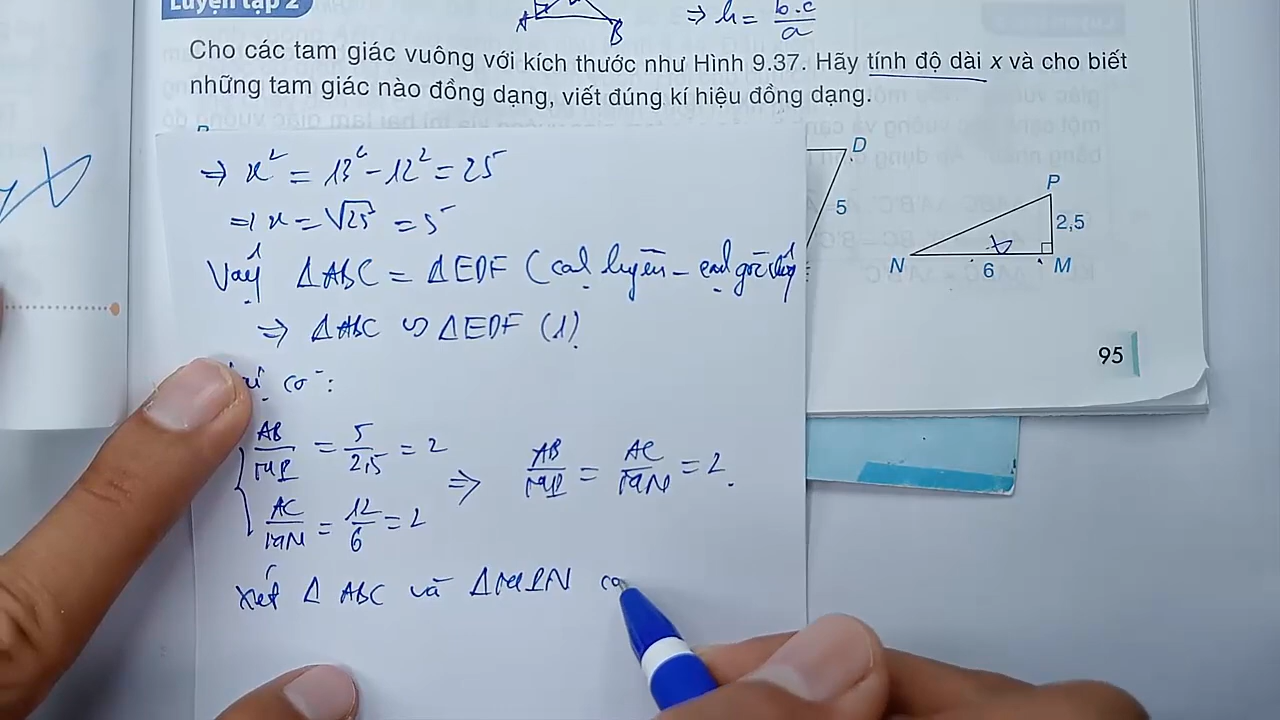 Luyện tập 2
A
B
⇒ h = b.c/a
Cho các tam giác vuông với kích thước như Hình 9.37. Hãy tính độ dài x và cho biết
những tam giác nào đồng dạng, viết đúng kí hiệu đồng dạng.
D
5
P
2,5
N
6
M
95
⇒ x² = 13² - 12² = 25
⇒ x = √25 = 5
Vậy ΔABC = ΔEDF (cạnh huyền - cạnh góc vuông
⇒ ΔABC ∽ ΔEDF (1)
có:
AB/MP = 5/2,5 = 2
AC/MN = 12/6 = 2
⇒ AB/MP = AC/MN = 2.
Xét Δ ABC và ΔMPN có